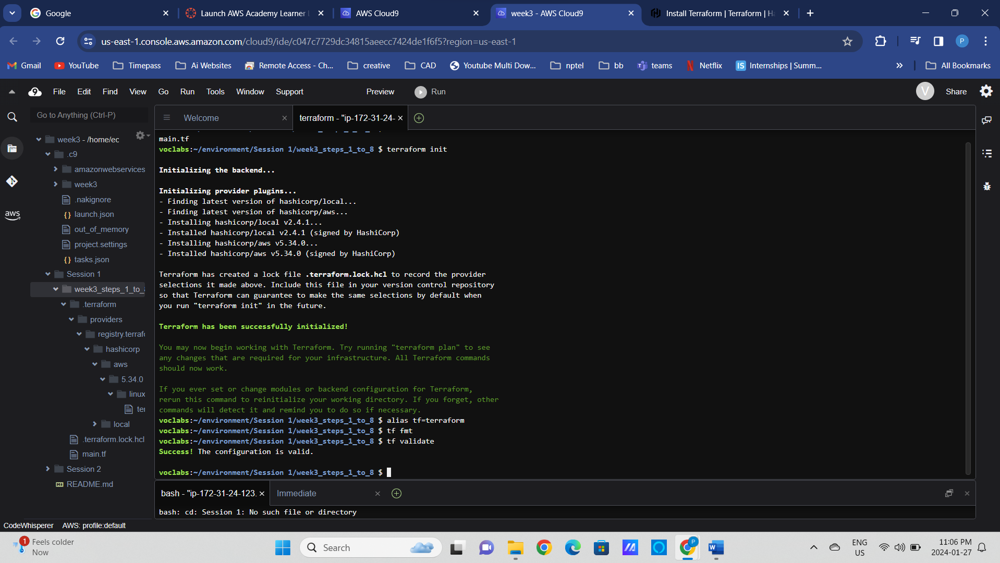 Google
Launch AWS Academy Learner
AWS Cloud9
week3 - AWS Cloud9
Install Terraform | Terraform |
us-east-1.console.aws.amazon.com/cloud9/ide/c047c7729dc34815aeecc7424de1f6f5?region=us-east-1
P
Gmail
YouTube
Timepass
Ai Websites
Remote Access - Ch...
creative
CAD
Youtube Multi Dow...
nptel
bb
teams
Netflix
IS Internships | Summ...
All Bookmarks
9 File Edit Find View Go Run Tools Window Support Preview Run
V Share
Go to Anything (Ctrl-P)
Welcome
terraform - "ip-172-31-24-
week3 - /home/ec
.c9
amazonwebservices
week3
.nakignore
{} launch.json
out_of_memory
project.settings
{} tasks.json
Session 1
week3_steps_1_to_
.terraform
providers
registry.terraf
hashicorp
aws
5.34.0
linux
ter
local
.terraform.lock.hcl
main.tf
Session 2
README.md
aws
main.tf
voclabs:~/environment/Session 1/week3_steps_1_to_8 $ terraform init
Initializing the backend...
Initializing provider plugins...
- Finding latest version of hashicorp/local...
- Finding latest version of hashicorp/aws...
- Installing hashicorp/local v2.4.1...
- Installed hashicorp/local v2.4.1 (signed by HashiCorp)
- Installing hashicorp/aws v5.34.0...
- Installed hashicorp/aws v5.34.0 (signed by HashiCorp)
Terraform has created a lock file .terraform.lock.hcl to record the provider
selections it made above. Include this file in your version control repository
so that Terraform can guarantee to make the same selections by default when
you run "terraform init" in the future.
Terraform has been successfully initialized!
You may now begin working with Terraform. Try running "terraform plan" to see
any changes that are required for your infrastructure. All Terraform commands
should now work.
If you ever set or change modules or backend configuration for Terraform,
rerun this command to reinitialize your working directory. If you forget, other
commands will detect it and remind you to do so if necessary.
voclabs:~/environment/Session 1/week3_steps_1_to_8 $ alias tf=terraform
voclabs:~/environment/Session 1/week3_steps_1_to_8 $ tf fmt
voclabs:~/environment/Session 1/week3_steps_1_to_8 $ tf validate
Success! The configuration is valid.
voclabs:~/environment/Session 1/week3_steps_1_to_8 $
bash - "ip-172-31-24-123.
Immediate
bash: cd: Session 1: No such file or directory
CodeWhisperer AWS: profile:default
1
Feels colder
Now
Search
P
W
ENG
US
11:06 PM
2024-01-27